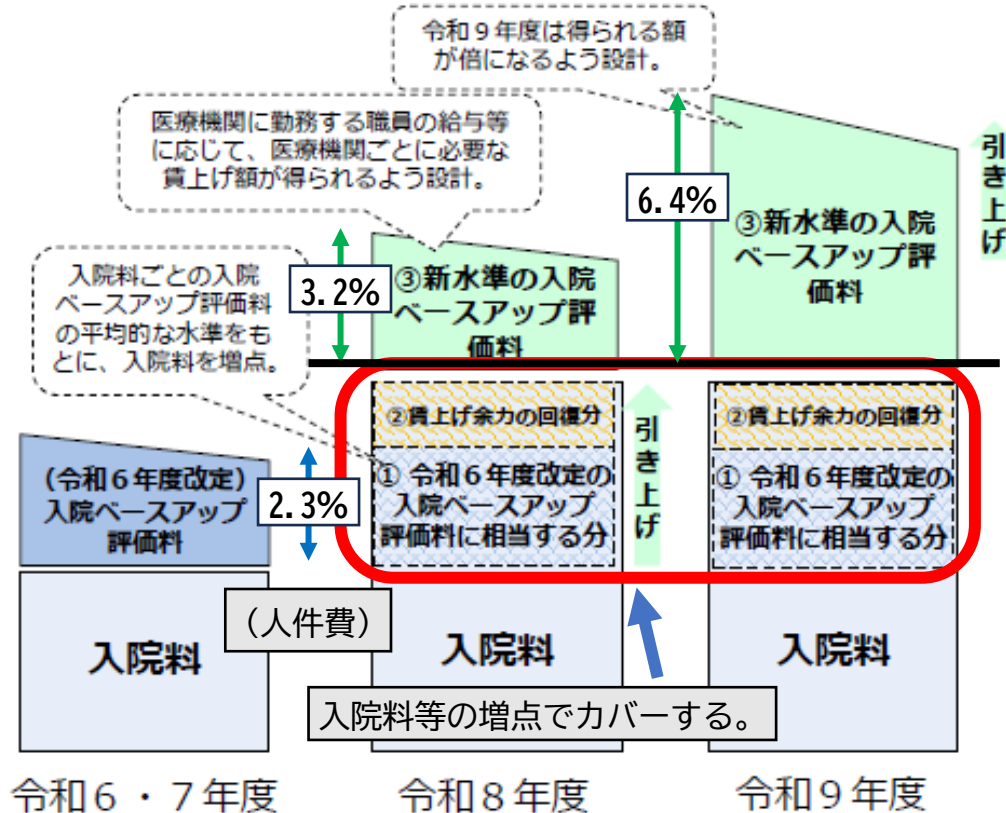 令和９年度は得られる額
が倍になるよう設計。
医療機関に勤務する職員の給与等
に応じて、医療機関ごとに必要な
賃上げ額が得られるよう設計。
入院料ごとの入院
ベースアップ評価料
の平均的な水準をも
とに、入院料を増点。
3.2%
③新水準の入院
ベースアップ評
価料
6.4%
③新水準の入院
ベースアップ評
価料
引き上げ
(令和６年度改定)
入院ベースアップ
評価料
2.3%
②賃上げ余力の回復分
① 令和６年度改定の
入院ベースアップ
評価料に相当する分
引き上げ
②賃上げ余力の回復分
① 令和６年度改定の
入院ベースアップ
評価料に相当する分
入院料
（人件費）
入院料
入院料
入院料等の増点でカバーする。
令和６・７年度
令和８年度
令和９年度